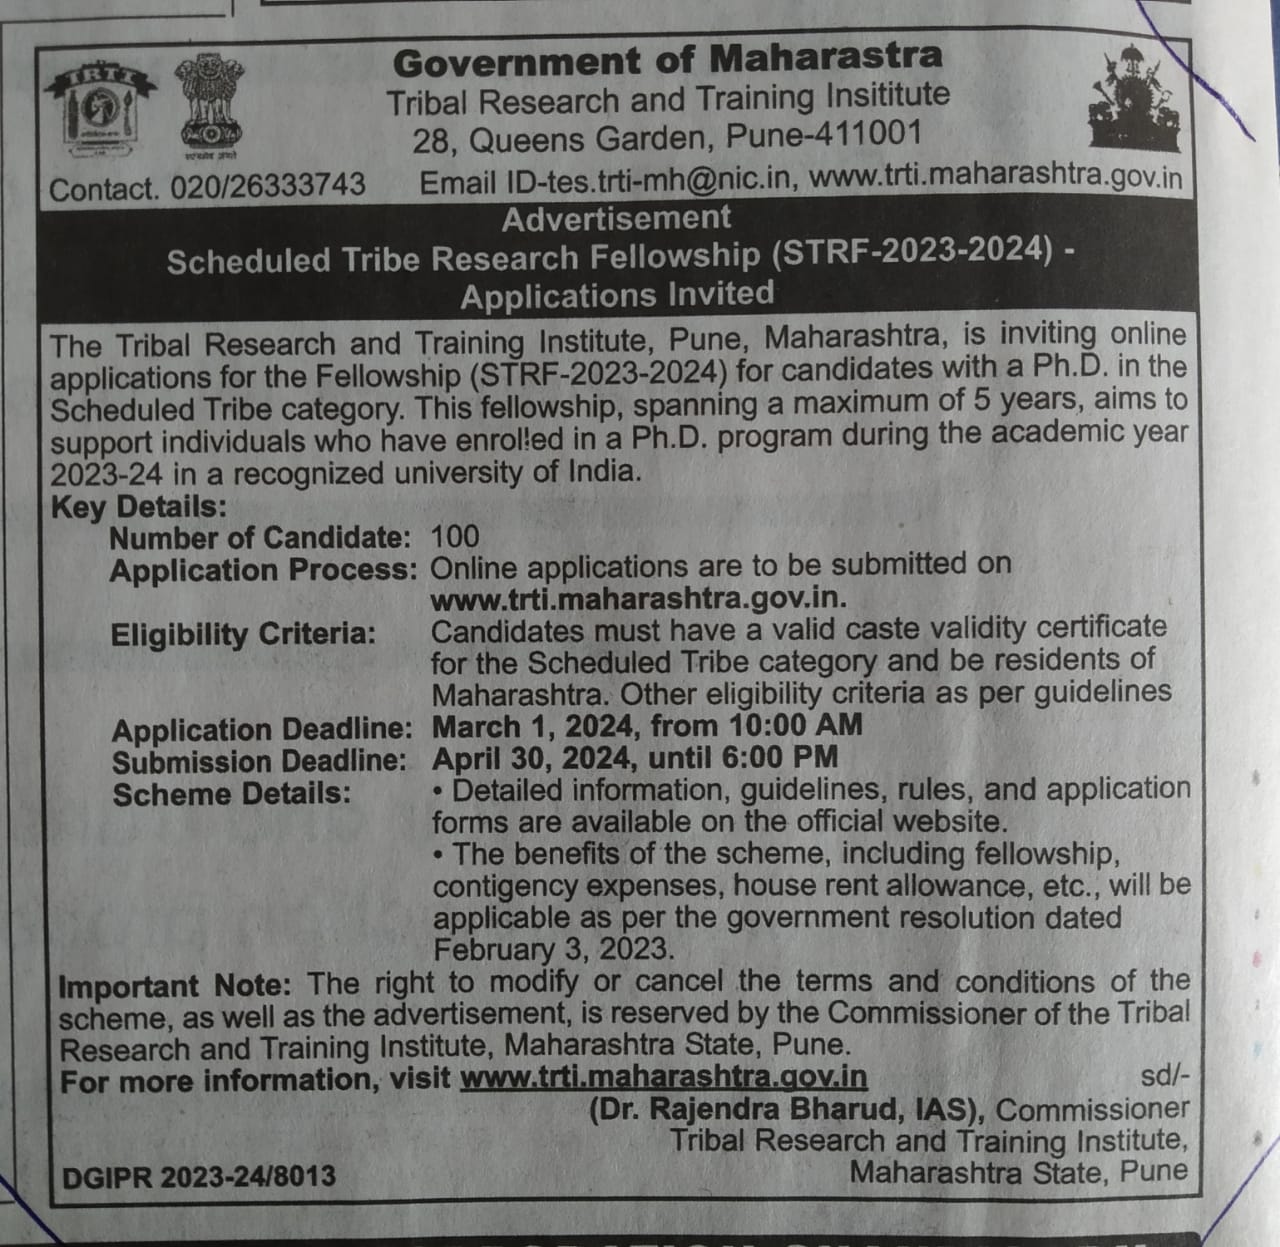 TRTI
Government of Maharastra
Tribal Research and Training Insititute
28, Queens Garden, Pune-411001
Contact. 020/26333743 Email ID-tes.trti-mh@nic.in, www.trti.maharashtra.gov.in
Advertisement
Scheduled Tribe Research Fellowship (STRF-2023-2024) -
Applications Invited
The Tribal Research and Training Institute, Pune, Maharashtra, is inviting online
applications for the Fellowship (STRF-2023-2024) for candidates with a Ph.D. in the
Scheduled Tribe category. This fellowship, spanning a maximum of 5 years, aims to
support individuals who have enrolled in a Ph.D. program during the academic year
2023-24 in a recognized university of India.
Key Details:
Number of Candidate: 100
Application Process: Online applications are to be submitted on
www.trti.maharashtra.gov.in.
Eligibility Criteria: Candidates must have a valid caste validity certificate
for the Scheduled Tribe category and be residents of
Maharashtra. Other eligibility criteria as per guidelines
Application Deadline: March 1, 2024, from 10:00 AM
Submission Deadline: April 30, 2024, until 6:00 PM
Scheme Details: • Detailed information, guidelines, rules, and application
forms are available on the official website.
• The benefits of the scheme, including fellowship,
contigency expenses, house rent allowance, etc., will be
applicable as per the government resolution dated
February 3, 2023.
Important Note: The right to modify or cancel the terms and conditions of the
scheme, as well as the advertisement, is reserved by the Commissioner of the Tribal
Research and Training Institute, Maharashtra State, Pune.
For more information, visit www.trti.maharashtra.gov.in sd/-
(Dr. Rajendra Bharud, IAS), Commissioner
Tribal Research and Training Institute,
DGIPR 2023-24/8013 Maharashtra State, Pune